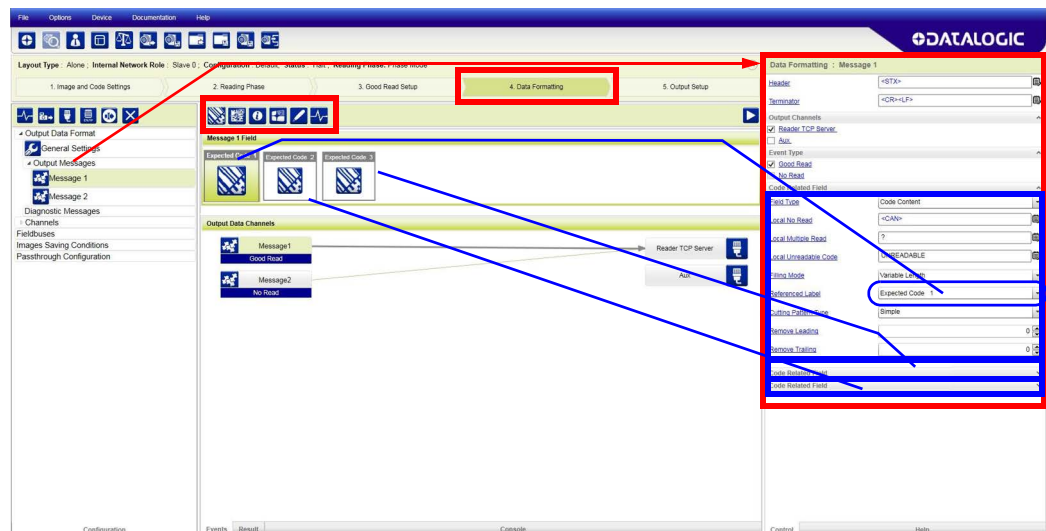 File Options Device Documentation Help
DATALOGIC
Layout Type : Alone ; Internal Network Role : Slave 0 ; Configuration : Default, Status : Reading Phase: Phase Mode
1. Image and Code Settings
2. Reading Phase
3. Good Read Setup
4. Data Formatting
5. Output Setup
Output Data Format
General Settings
Output Messages
Message 1
Message 2
Diagnostic Messages
Channels
Fieldbuses
Images Saving Conditions
Passthrough Configuration
Configuration
Message 1 Field
Expected Code 1
Expected Code 2
Expected Code 3
Output Data Channels
Message1
Good Read
Message2
No Read
Reader TCP Server
Aux
Events Result Console
Data Formatting : Message 1
Header <STX>
Terminator <CR><LF>
Output Channels
Reader TCP Server
Aux
Event Type
Good Read
No Read
Code Related Field
Field Type Code Content
Local No Read <CAN>
Local Multiple Read ?
Local Unreadable Code UNREADABLE
Filling Mode Variable Length
Referenced Label Expected Code 1
Cutting Pattern Type Simple
Remove Leading 0
Remove Trailing 0
Code Related Field
Code Related Field
Control Help